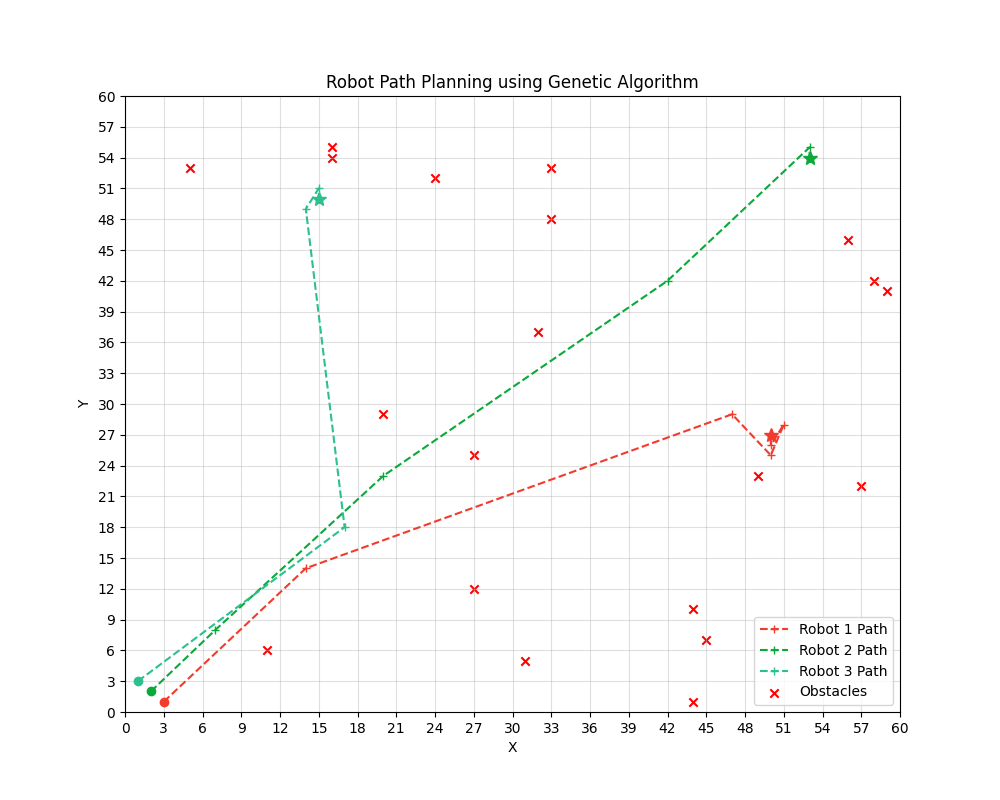 Robot Path Planning using Genetic Algorithm
60
57
54
51
48
45
42
39
36
33
30
27
24
21
18
15
12
9
6
3
0
Y
Robot 1 Path
Robot 2 Path
Robot 3 Path
Obstacles
0 3 6 9 12 15 18 21 24 27 30 33 36 39 42 45 48 51 54 57 60
X